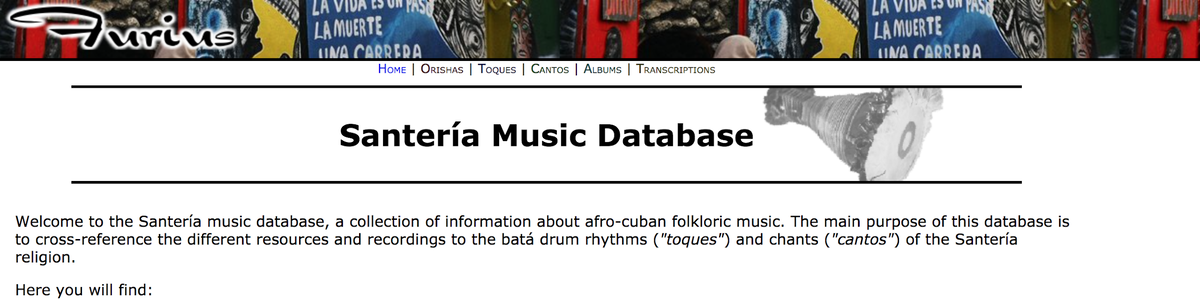 Furius
LA VIDA ES UN PAS
LA MUERTE
UNA CARRERA
LA VIDA ES UN PAS
LA MUERTE
UNA CARRERA
Home | Orishas | Toques | Cantos | Albums | Transcriptions
Santería Music Database
Welcome to the Santería music database, a collection of information about afro-cuban folkloric music. The main purpose of this database is
to cross-reference the different resources and recordings to the batá drum rhythms ("toques") and chants ("cantos") of the Santería
religion.
Here you will find: